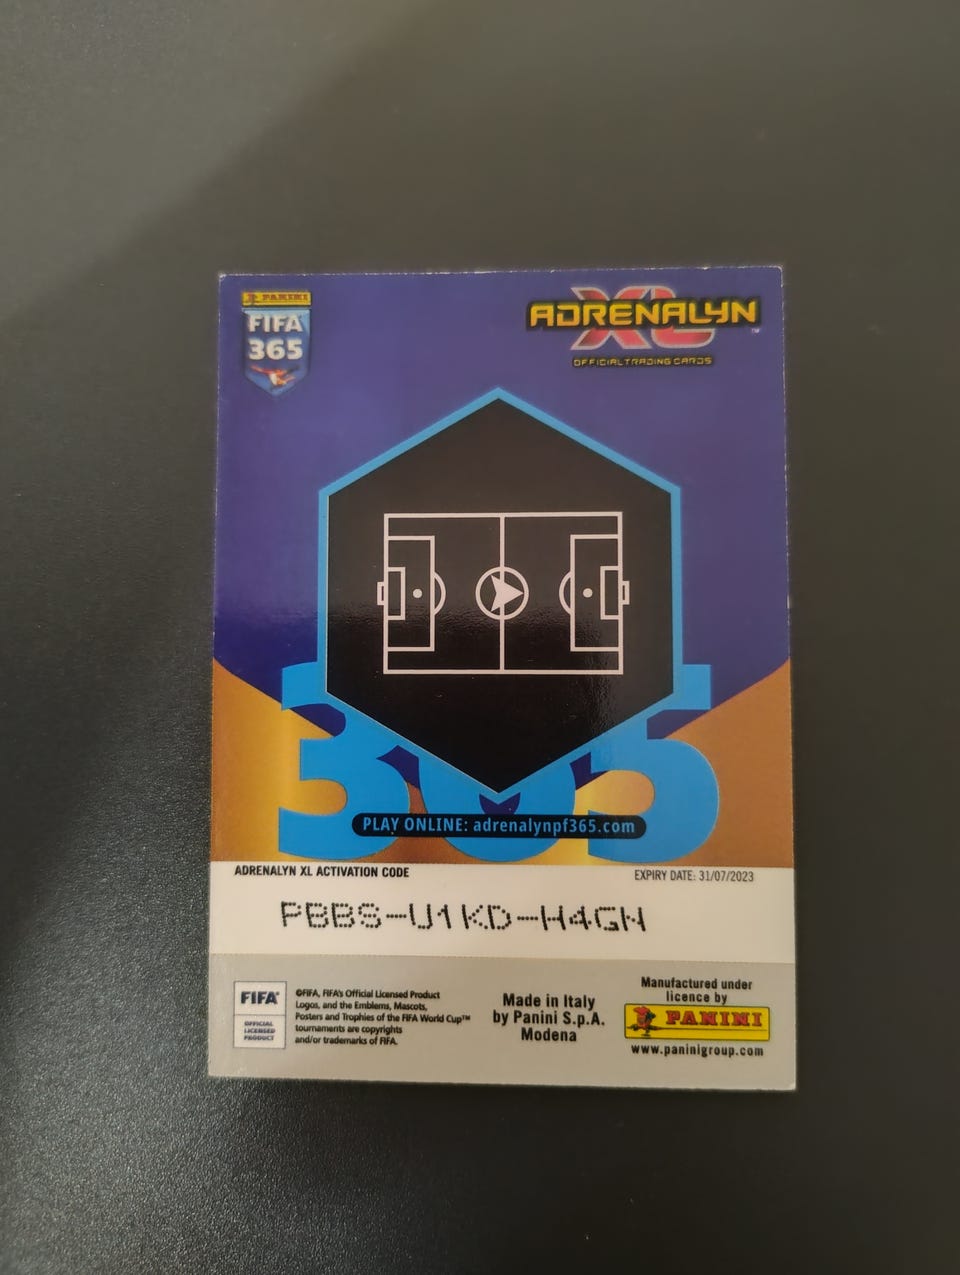 PANINI
FIFA
365
ADRENALYN
XL
™
OFFICIAL TRADING CARDS
365
PLAY ONLINE: adrenalynpf365.com
ADRENALYN XL ACTIVATION CODE
EXPIRY DATE: 31/07/2023
PBBS-U1KD-H4GN
FIFA®
OFFICIAL
LICENSED
PRODUCT
©FIFA, FIFA's Official Licensed Product
Logos, and the Emblems, Mascots,
Posters and Trophies of the FIFA World Cup™
tournaments are copyrights
and/or trademarks of FIFA.
Made in Italy
by Panini S.p.A.
Modena
Manufactured under
licence by
PANINI
www.paninigroup.com